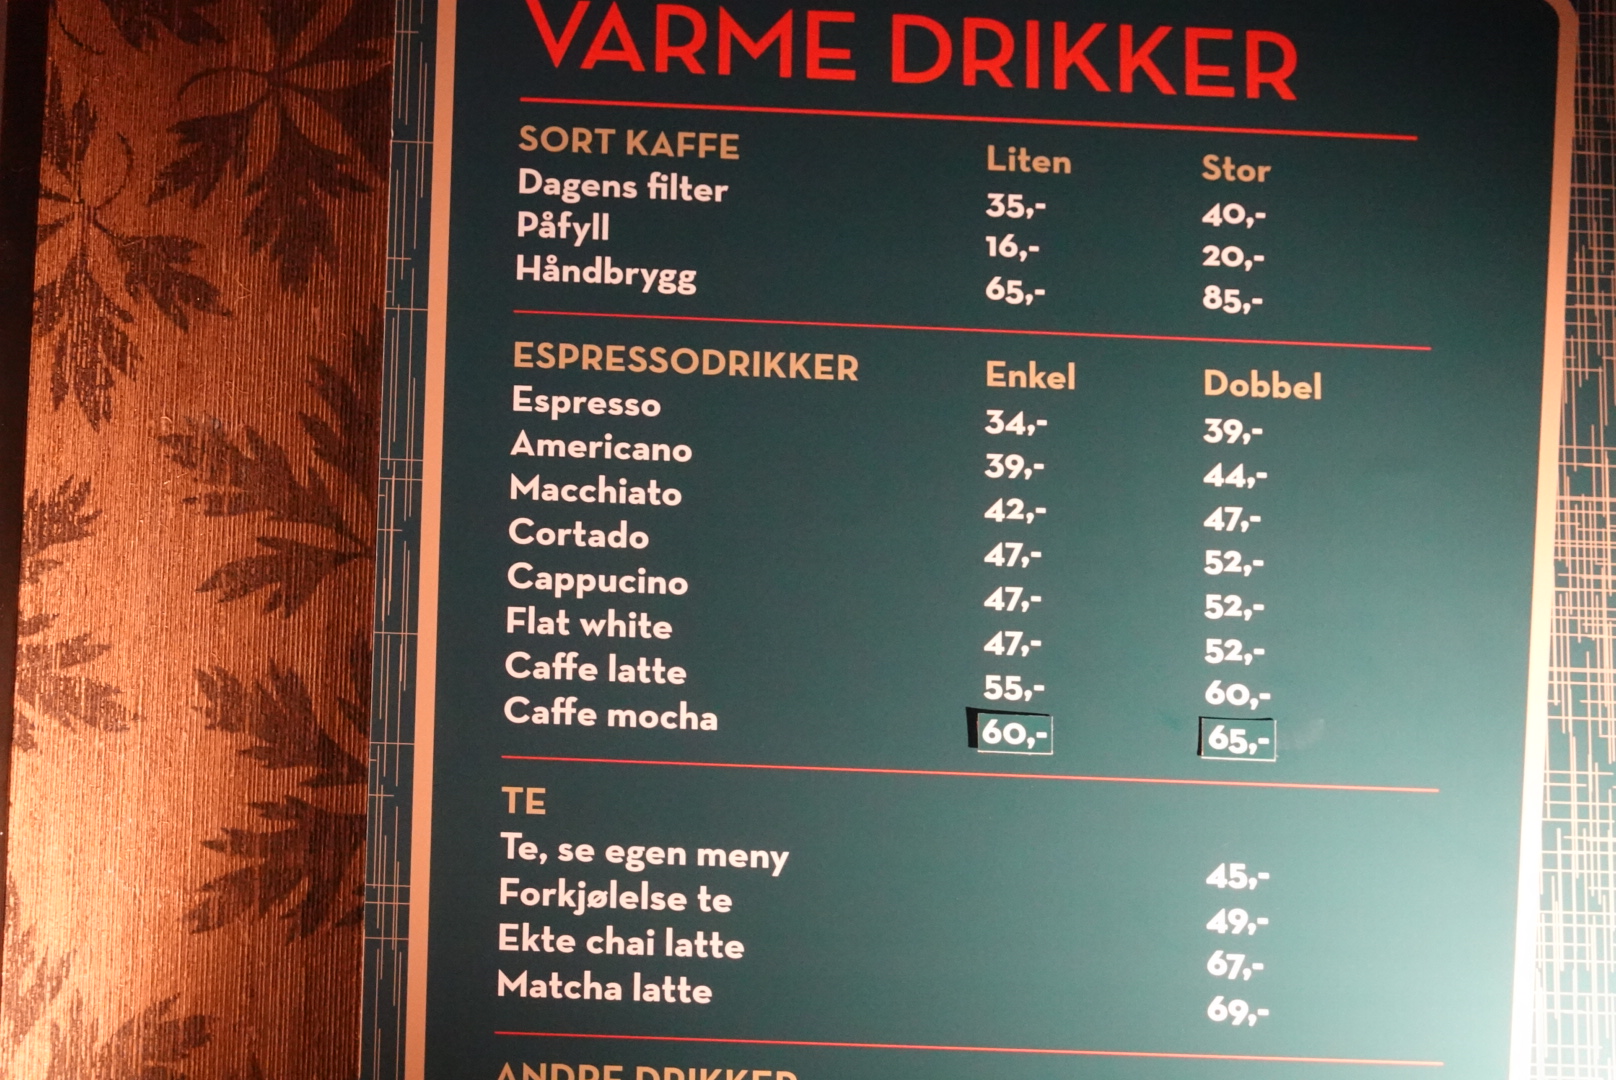 VARME DRIKKER
SORT KAFFE Liten Stor
Dagens filter 35,- 40,-
Påfyll 16,- 20,-
Håndbrygg 65,- 85,-
ESPRESSODRIKKER Enkel Dobbel
Espresso 34,- 39,-
Americano 39,- 44,-
Macchiato 42,- 47,-
Cortado 47,- 52,-
Cappucino 47,- 52,-
Flat white 47,- 52,-
Caffe latte 55,- 60,-
Caffe mocha 60,- 65,-
TE
Te, se egen meny 45,-
Forkjølelse te 49,-
Ekte chai latte 67,-
Matcha latte 69,-
ANDRE DRIKKER